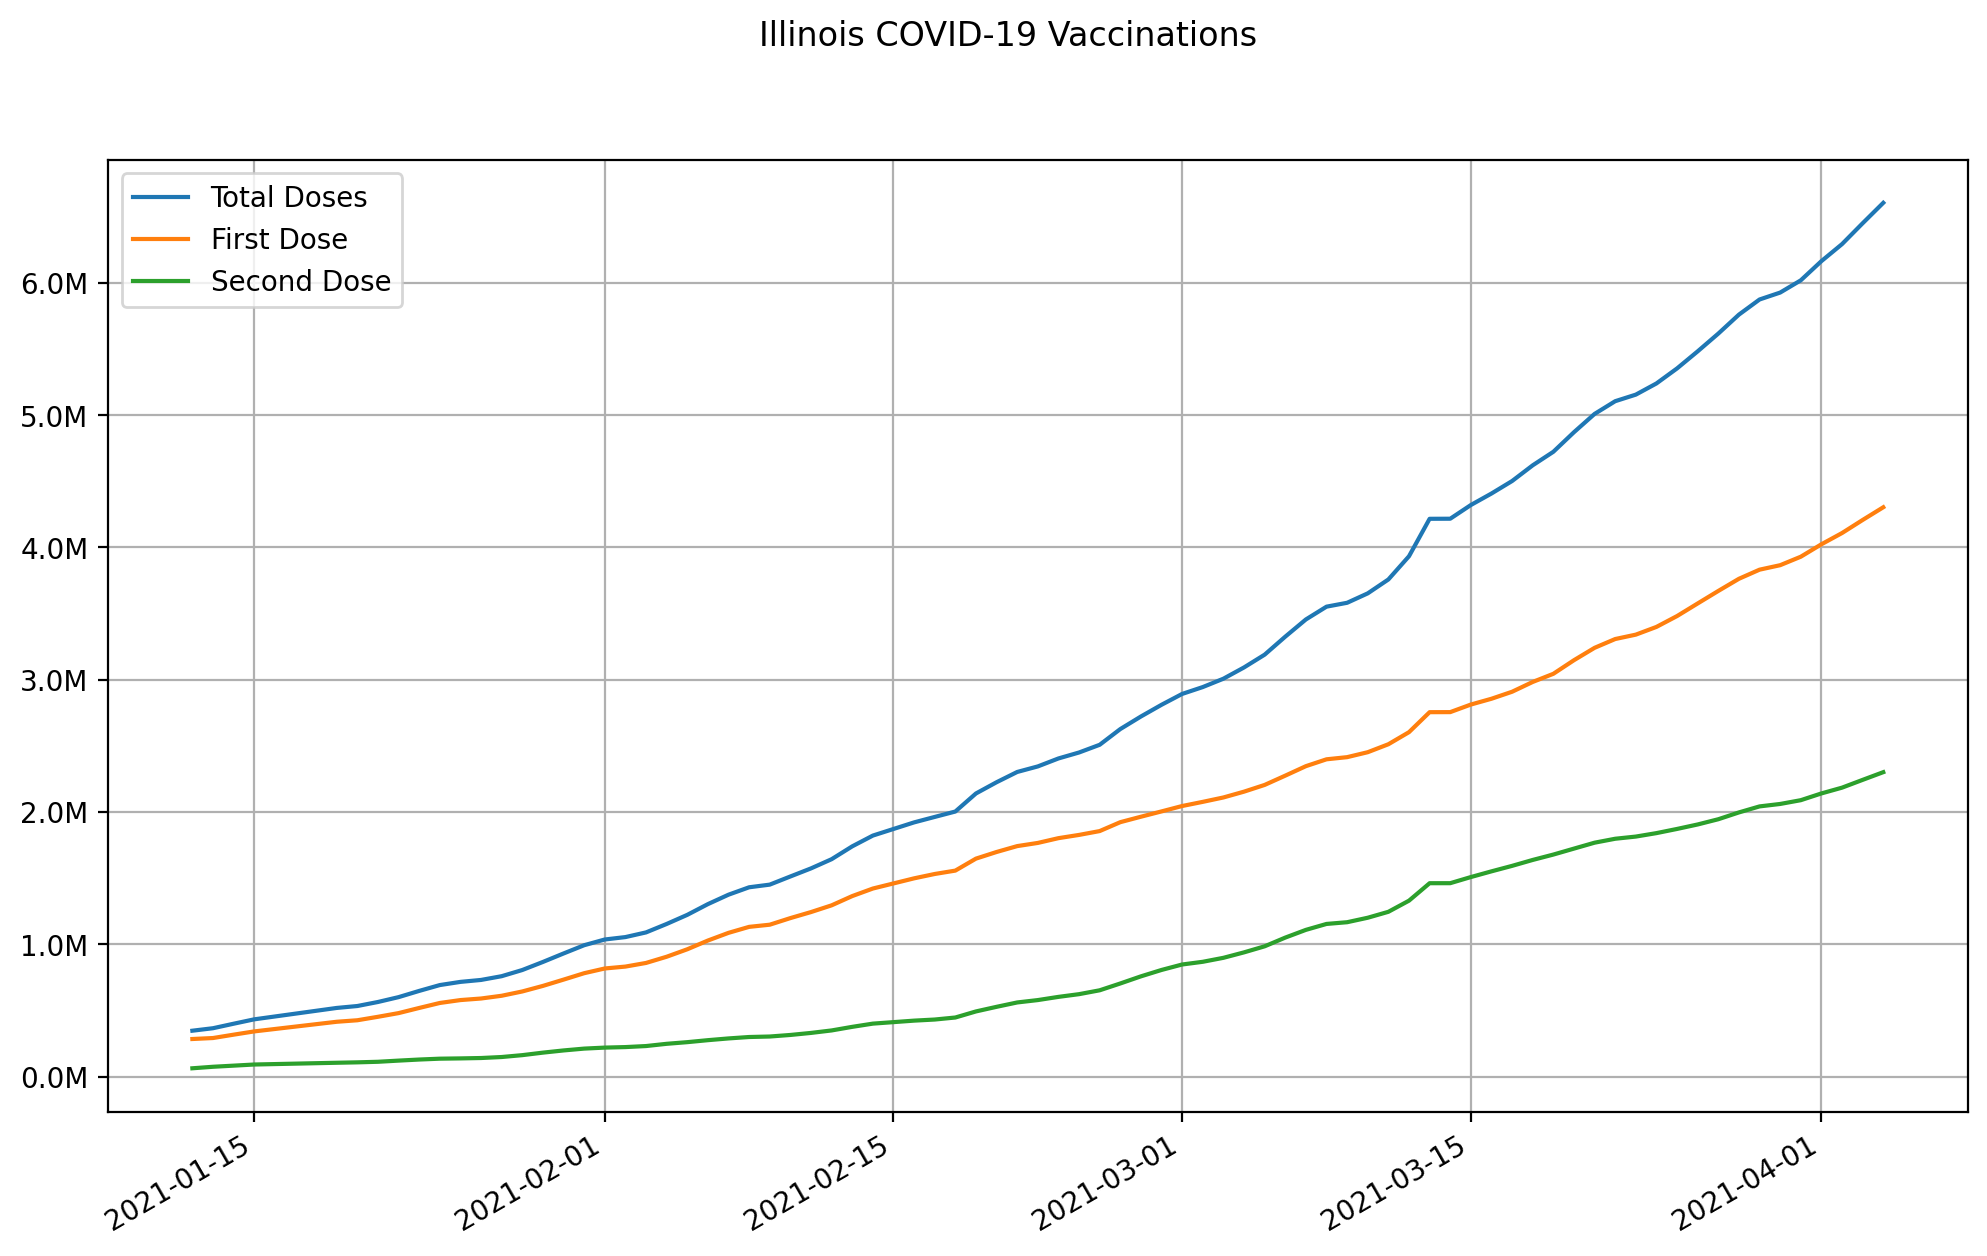 Illinois COVID-19 Vaccinations
Total Doses
First Dose
Second Dose
6.0M
5.0M
4.0M
3.0M
2.0M
1.0M
0.0M
2021-01-15
2021-02-01
2021-02-15
2021-03-01
2021-03-15
2021-04-01